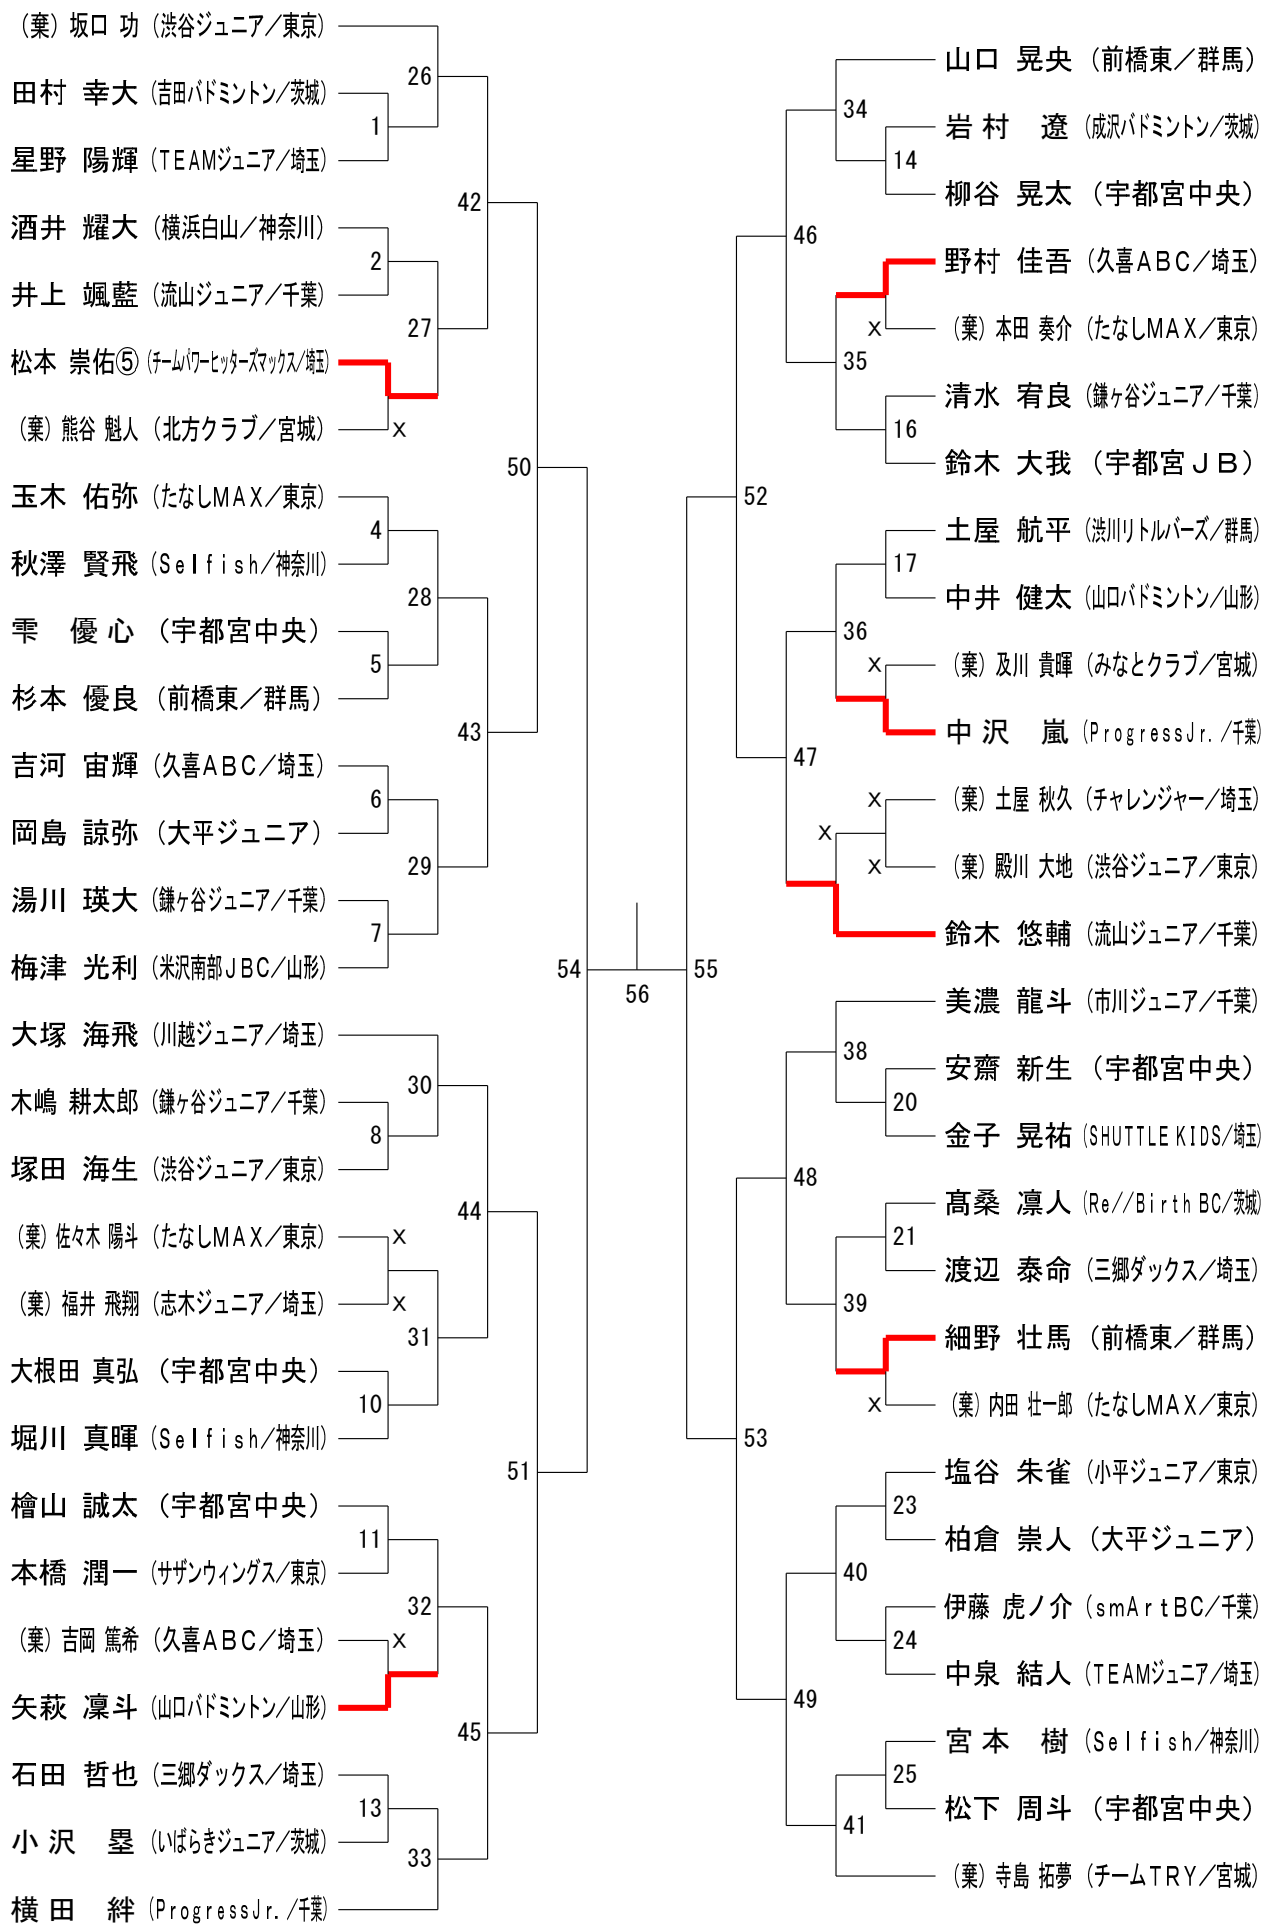 (棄) 坂口 功 (渋谷ジュニア／東京)
26
田村 幸大 (吉田バドミントン／茨城)
1
星野 陽輝 (TEAMジュニア／埼玉)
42
酒井 耀大 (横浜白山／神奈川)
2
井上 颯藍 (流山ジュニア／千葉)
27
松本 崇佑⑤ (チームパワーヒッターズマックス／埼玉)
(棄) 熊谷 魁人 (北方クラブ／宮城)
x
50
玉木 佑弥 (たなしMAX／東京)
4
秋澤 賢飛 (Selfish／神奈川)
28
雫 優心 (宇都宮中央)
5
杉本 優良 (前橋東／群馬)
43
吉河 宙輝 (久喜ABC／埼玉)
6
岡島 諒弥 (大平ジュニア)
29
湯川 瑛大 (鎌ヶ谷ジュニア／千葉)
7
梅津 光利 (米沢南部JBC／山形)
54
大塚 海飛 (川越ジュニア／埼玉)
30
木嶋 耕太郎 (鎌ヶ谷ジュニア／千葉)
8
塚田 海生 (渋谷ジュニア／東京)
44
(棄) 佐々木 陽斗 (たなしMAX／東京)
x
(棄) 福井 飛翔 (志木ジュニア／埼玉)
x
31
大根田 真弘 (宇都宮中央)
10
堀川 真暉 (Selfish／神奈川)
51
檜山 誠太 (宇都宮中央)
11
本橋 潤一 (サザンウィングス／東京)
32
(棄) 吉岡 篤希 (久喜ABC／埼玉)
x
矢萩 凜斗 (山口バドミントン／山形)
45
石田 哲也 (三郷ダックス／埼玉)
13
小沢 塁 (いばらきジュニア／茨城)
33
横田 絆 (ProgressJr.／千葉)
56
55
山口 晃央 (前橋東／群馬)
34
岩村 遼 (成沢バドミントン／茨城)
14
柳谷 晃太 (宇都宮中央)
46
野村 佳吾 (久喜ABC／埼玉)
x
(棄) 本田 奏介 (たなしMAX／東京)
35
清水 宥良 (鎌ヶ谷ジュニア／千葉)
16
鈴木 大我 (宇都宮JB)
52
土屋 航平 (渋川リトルバーズ／群馬)
17
中井 健太 (山口バドミントン／山形)
36
x
(棄) 及川 貴暉 (みなとクラブ／宮城)
中沢 嵐 (ProgressJr.／千葉)
47
x
(棄) 土屋 秋久 (チャレンジャー／埼玉)
x
x
(棄) 殿川 大地 (渋谷ジュニア／東京)
鈴木 悠輔 (流山ジュニア／千葉)
美濃 龍斗 (市川ジュニア／千葉)
38
安齋 新生 (宇都宮中央)
20
金子 晃祐 (SHUTTLE KIDS／埼玉)
48
髙桑 凛人 (Re//Birth BC／茨城)
21
渡辺 泰命 (三郷ダックス／埼玉)
39
細野 壮馬 (前橋東／群馬)
x
(棄) 内田 壮一郎 (たなしMAX／東京)
53
塩谷 朱雀 (小平ジュニア／東京)
23
柏倉 崇人 (大平ジュニア)
40
伊藤 虎ノ介 (smArtBC／千葉)
24
中泉 結人 (TEAMジュニア／埼玉)
49
宮本 樹 (Selfish／神奈川)
25
松下 周斗 (宇都宮中央)
41
(棄) 寺島 拓夢 (チームTRY／宮城)